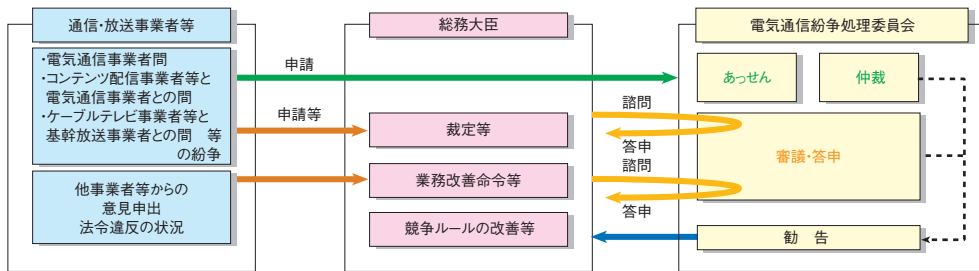 通信・放送事業者等
・電気通信事業者間
・コンテンツ配信事業者等と
電気通信事業者との間
・ケーブルテレビ事業者等と
基幹放送事業者との間 等
の紛争
他事業者等からの
意見申出
法令違反の状況
申請
申請等
総務大臣
裁定等
業務改善命令等
競争ルールの改善等
諮問
答申
諮問
答申
電気通信紛争処理委員会
あっせん
仲裁
審議・答申
勧 告